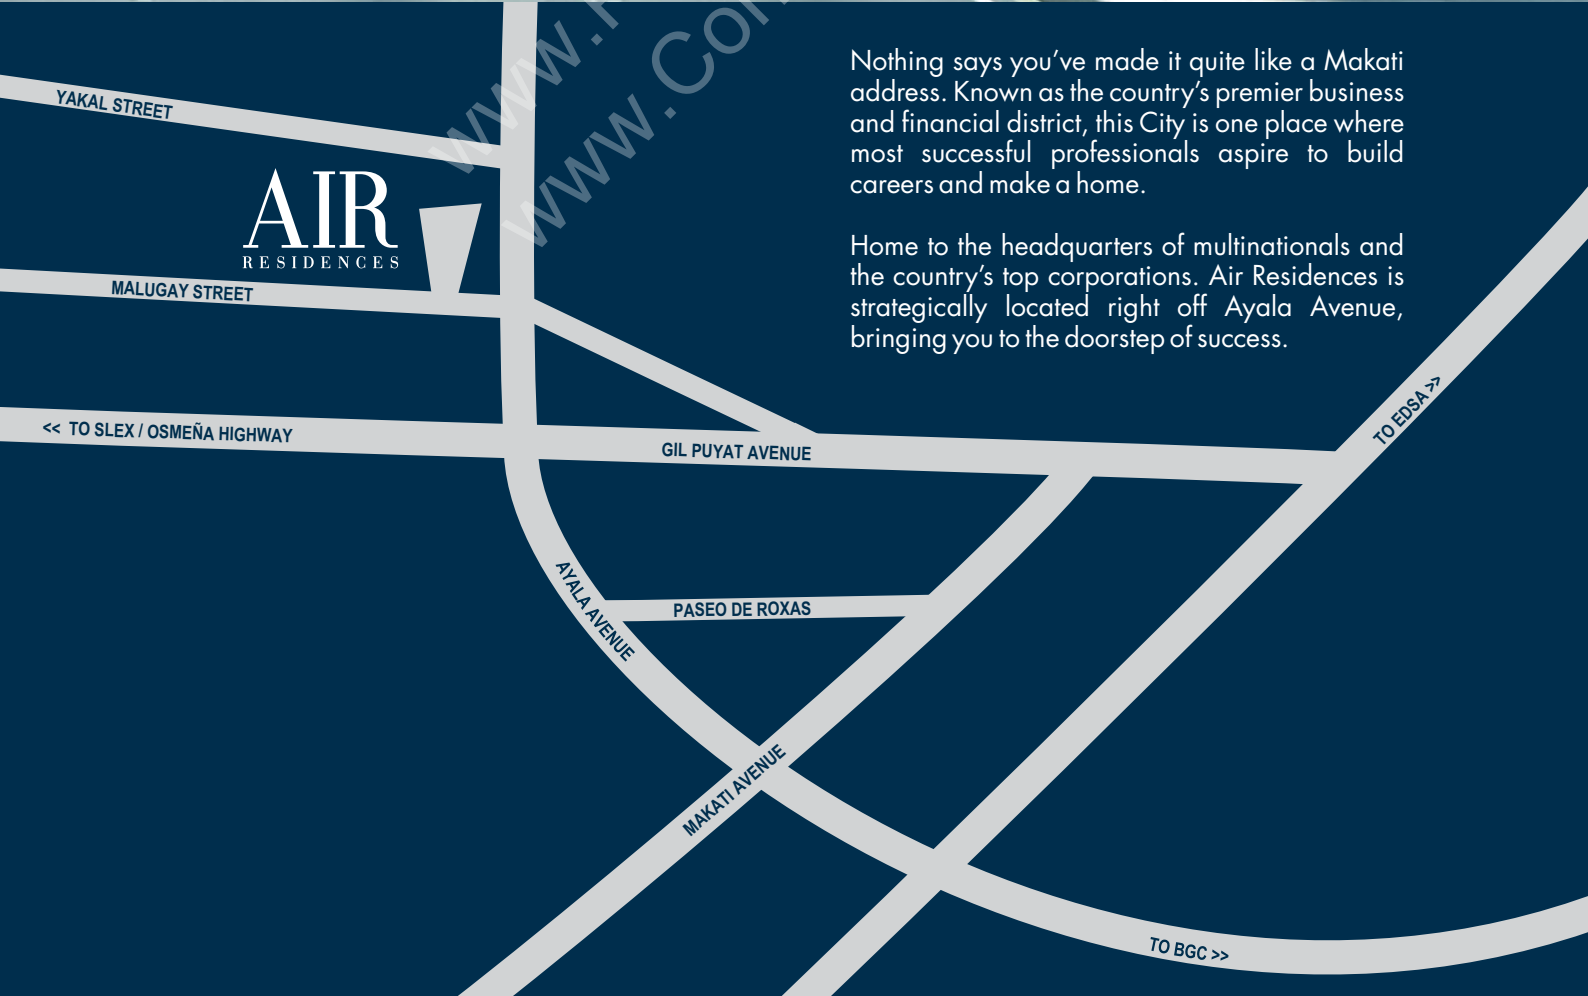 www.
www.Con
Nothing says you've made it quite like a Makati
address. Known as the country's premier business
and financial district, this City is one place where
most successful professionals aspire to build
careers and make a home.
Home to the headquarters of multinationals and
the country's top corporations. Air Residences is
strategically located right off Ayala Avenue,
bringing you to the doorstep of success.
YAKAL STREET
AIR
RESIDENCES
MALUGAY STREET
<< TO SLEX / OSMEÑA HIGHWAY
GIL PUYAT AVENUE
TO EDSA >>
AYALA AVENUE
PASEO DE ROXAS
MAKATI AVENUE
TO BGC >>